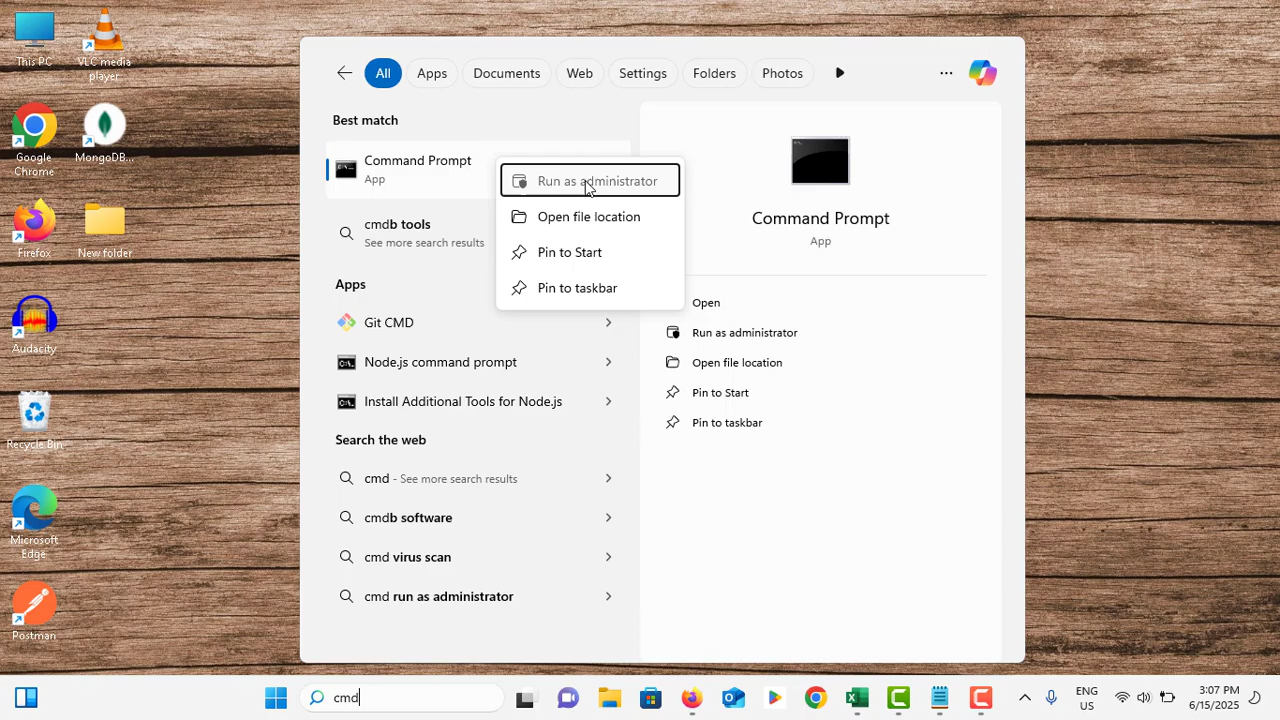 This PC
VLC media
player
Google
Chrome
MongoDB...
Firefox
New folder
Audacity
Recycle Bin
Microsoft
Edge
Postman
All
Apps
Documents
Web
Settings
Folders
Photos
...
Best match
Command Prompt
App
cmdb tools
See more search results
Apps
Git CMD
Node.js command prompt
Install Additional Tools for Node.js
Search the web
cmd - See more search results
cmdb software
cmd virus scan
cmd run as administrator
Run as administrator
Open file location
Pin to Start
Pin to taskbar
Command Prompt
App
Open
Run as administrator
Open file location
Pin to Start
Pin to taskbar
cmd
ENG
US
3:07 PM
6/15/2025